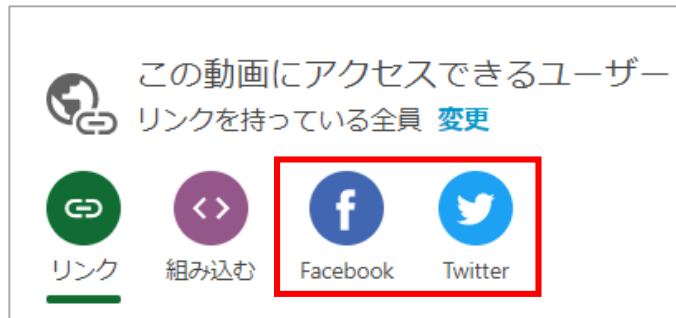 この動画にアクセスできるユーザー
リンクを持っている全員 変更
リンク 組み込む Facebook Twitter